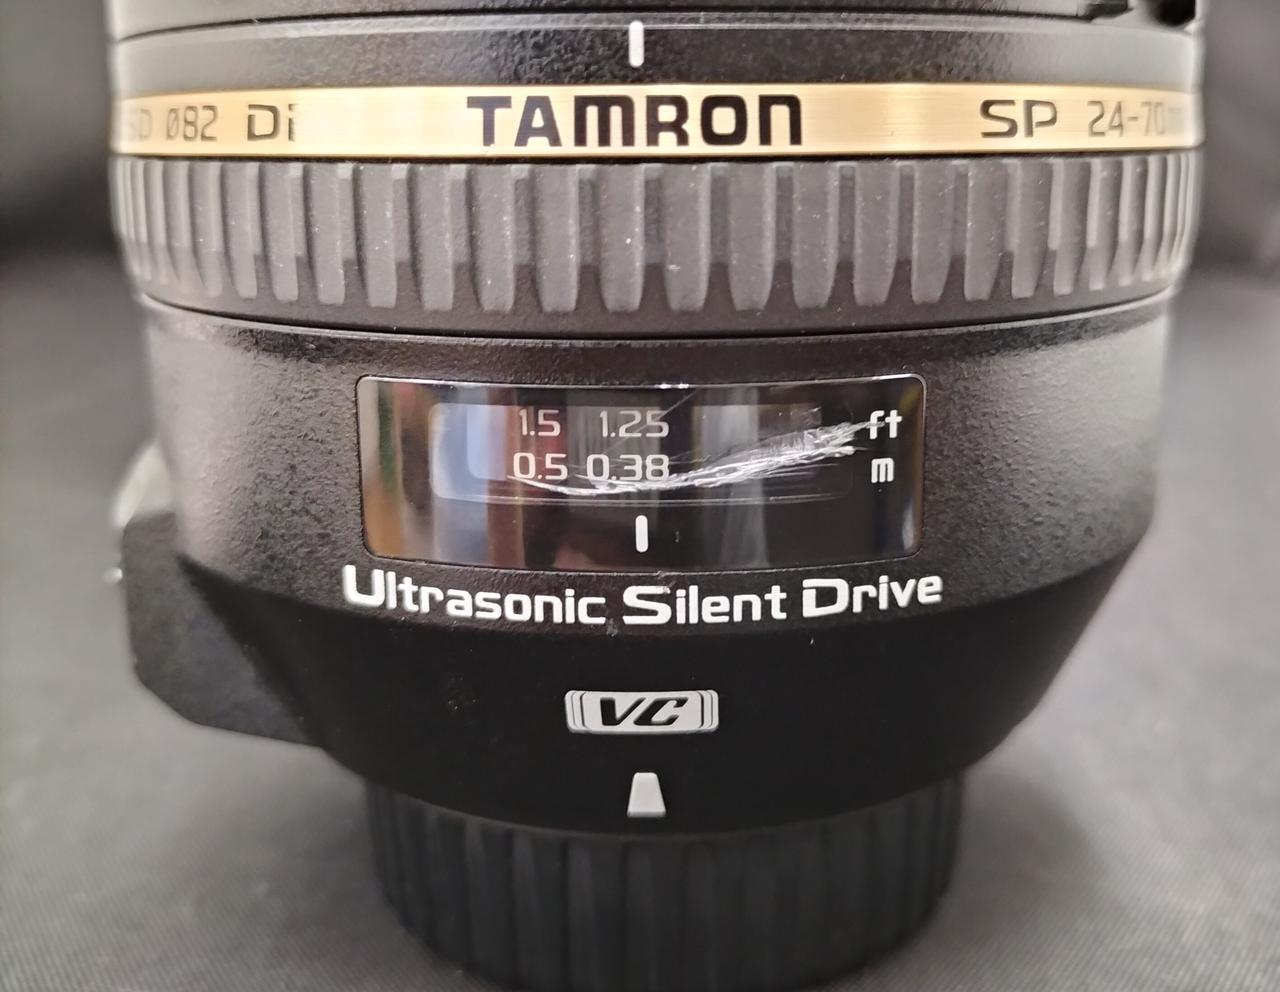 SD Ø82 Di TAMRON SP 24-70
1.5 1.25 ft
0.5 0.38 m
Ultrasonic Silent Drive
VC